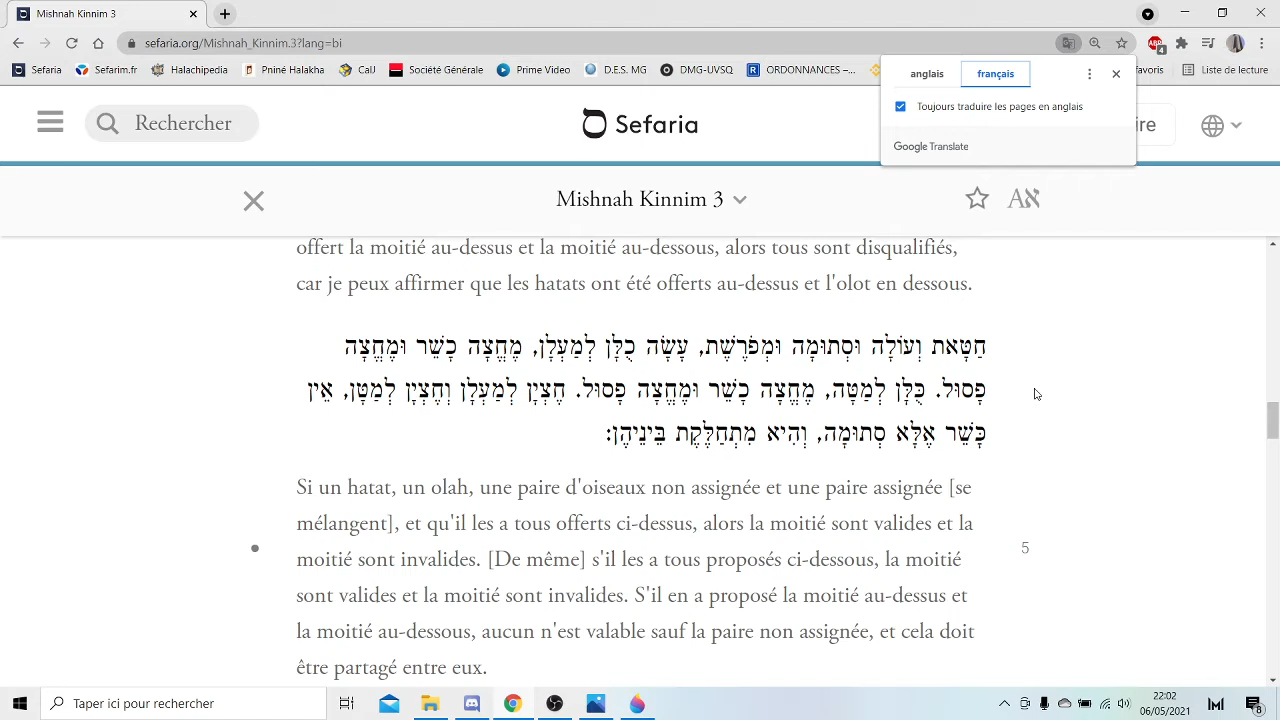 Mishnah Kinnim 3
sefaria.org/Mishnah_Kinnim_3?lang=bi
Sefaria
Sefarim.fr
Halachipedia
Pniné Halakha
CalJ
Société Générale
Prime Video
D.E.S. MG
DMG-UVSQ
ORDONNANCES –...
favoris
Liste de lecture
anglais
français
Toujours traduire les pages en anglais
Google Translate
Rechercher
Sefaria
ire
Mishnah Kinnim 3
Aא
offert la moitié au-dessus et la moitié au-dessous, alors tous sont disqualifiés,
car je peux affirmer que les hatats ont été offerts au-dessus et l'olot en dessous.
חַטָּאת וְעוֹלָה וּסְתוּמָה וּמְפֹרֶשֶׁת, עָשָׂה כֻלָּן לְמַעְלָן, מֶחֱצָה כָשֵׁר וּמֶחֱצָה
פָסוּל. כֻּלָּן לְמַטָּה, מֶחֱצָה כָשֵׁר וּמֶחֱצָה פָסוּל. חֶצְיָן לְמַעְלָן וְחֶצְיָן לְמַטָּן, אֵין
כָּשֵׁר אֶלָּא סְתוּמָה, וְהִיא מִתְחַלֶּקֶת בֵּינֵיהֶן:
Si un hatat, un olah, une paire d'oiseaux non assignée et une paire assignée [se
mélangent], et qu'il les a tous offerts ci-dessus, alors la moitié sont valides et la
moitié sont invalides. [De même] s'il les a tous proposés ci-dessous, la moitié
sont valides et la moitié sont invalides. S'il en a proposé la moitié au-dessus et
la moitié au-dessous, aucun n'est valable sauf la paire non assignée, et cela doit
être partagé entre eux.
5
Taper ici pour rechercher
22:02
06/05/2021
8